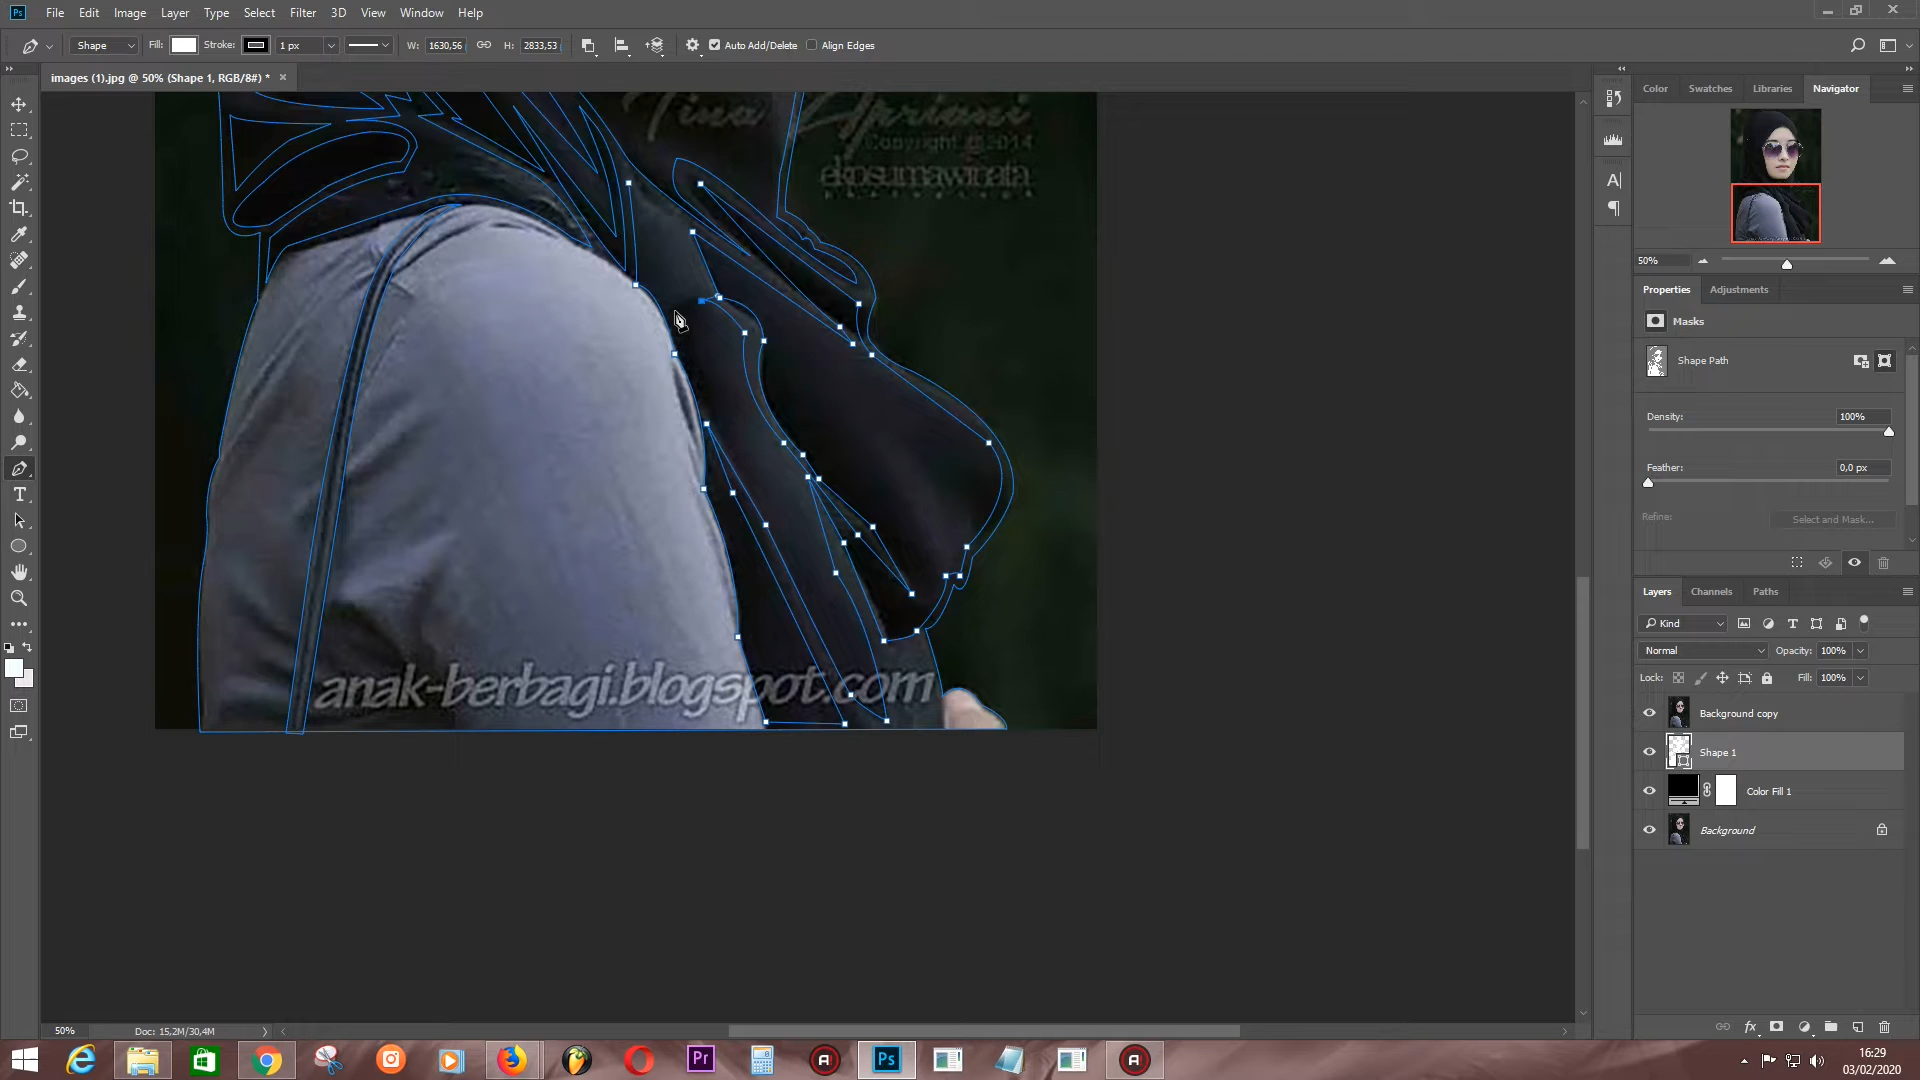 File Edit Image Layer Type Select Filter 3D View Window Help
Shape Fill: Stroke: 1 px W: 1630,56 H: 2833,53 Auto Add/Delete Align Edges
images (1).jpg @ 50% (Shape 1, RGB/8#) *
Color Swatches Libraries Navigator
Tina Apriani
Copyright © 2014
ekosumawinata
50%
Properties Adjustments
Masks
Shape Path
Density: 100%
Feather: 0,0 px
Refine: Select and Mask...
Layers Channels Paths
Kind
Normal Opacity: 100%
Lock: Fill: 100%
Background copy
Shape 1
Color Fill 1
Background
anak-berbagi.blogspot.com
50% Doc: 15,2M/30,4M
16:29
03/02/2020